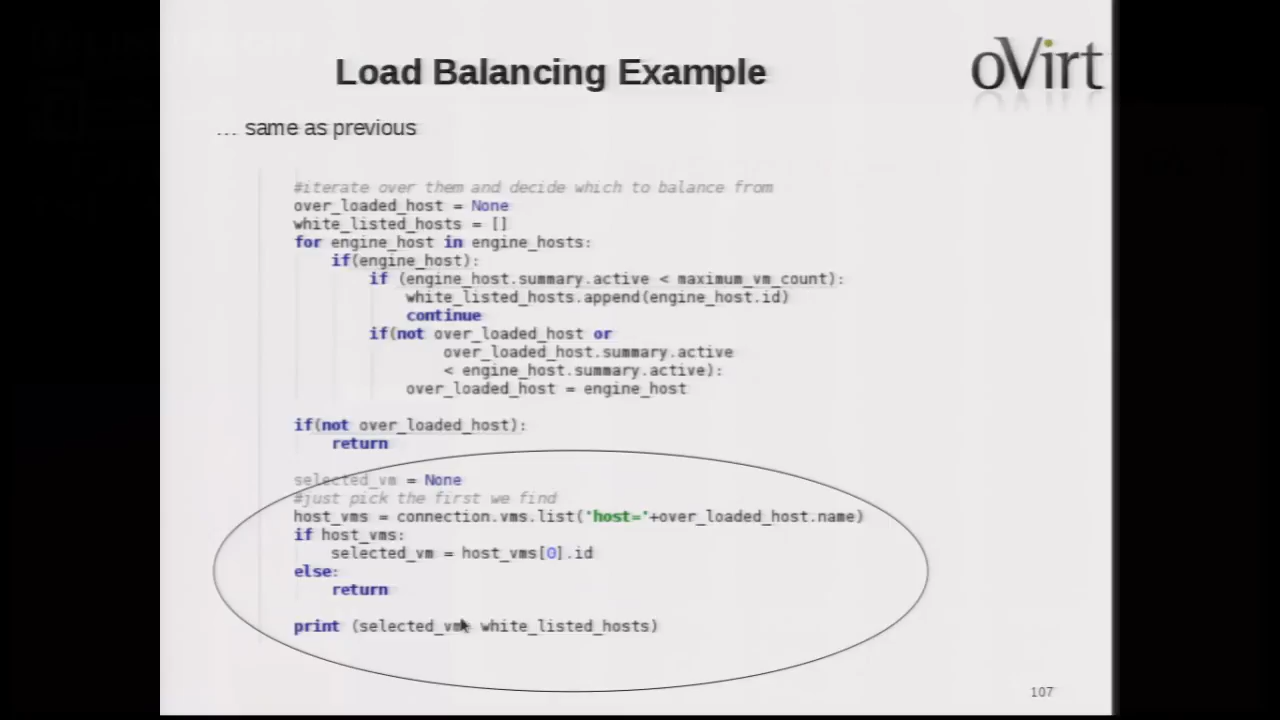 Load Balancing Example
oVirt
… same as previous
#iterate over them and decide which to balance from
over_loaded_host = None
white_listed_hosts = []
for engine_host in engine_hosts:
if(engine_host):
if (engine_host.summary.active < maximum_vm_count):
white_listed_hosts.append(engine_host.id)
continue
if(not over_loaded_host or
over_loaded_host.summary.active
< engine_host.summary.active):
over_loaded_host = engine_host
if(not over_loaded_host):
return
selected_vm = None
#just pick the first we find
host_vms = connection.vms.list('host='+over_loaded_host.name)
if host_vms:
selected_vm = host_vms[0].id
else:
return
print (selected_vm, white_listed_hosts)
107